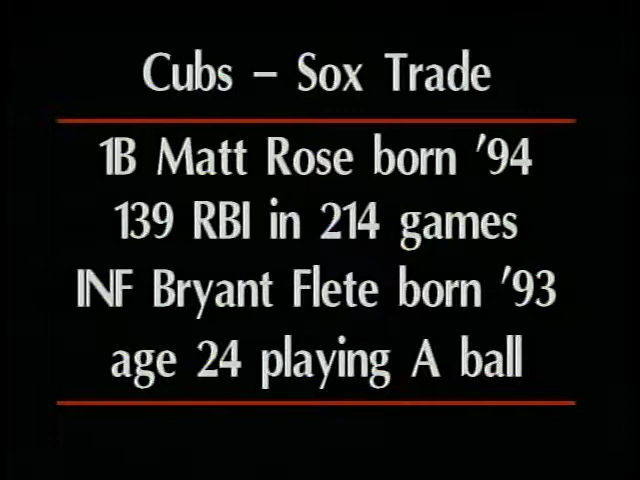 Cubs – Sox Trade
1B Matt Rose born '94
139 RBI in 214 games
INF Bryant Flete born '93
age 24 playing A ball